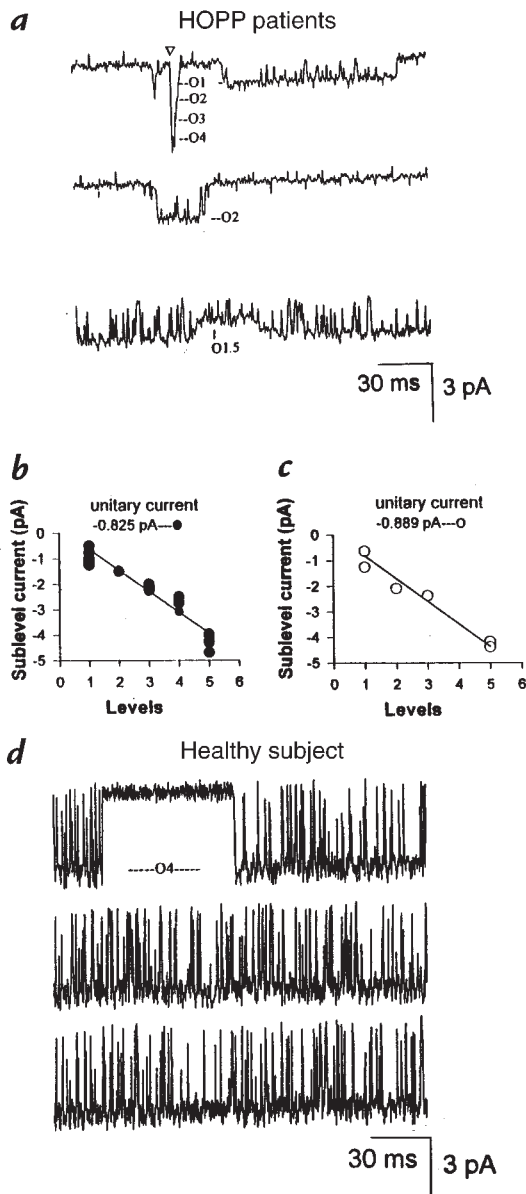 a
HOPP patients
--O1
--O2
--O3
--O4
--O2
O1.5
30 ms
3 pA
b
unitary current
-0.825 pA---●
Sublevel current (pA)
0
-1
-2
-3
-4
-5
0 1 2 3 4 5 6
Levels
c
unitary current
-0.889 pA---○
Sublevel current (pA)
0
-1
-2
-3
-4
-5
0 1 2 3 4 5 6
Levels
d
Healthy subject
-----O4-----
30 ms
3 pA